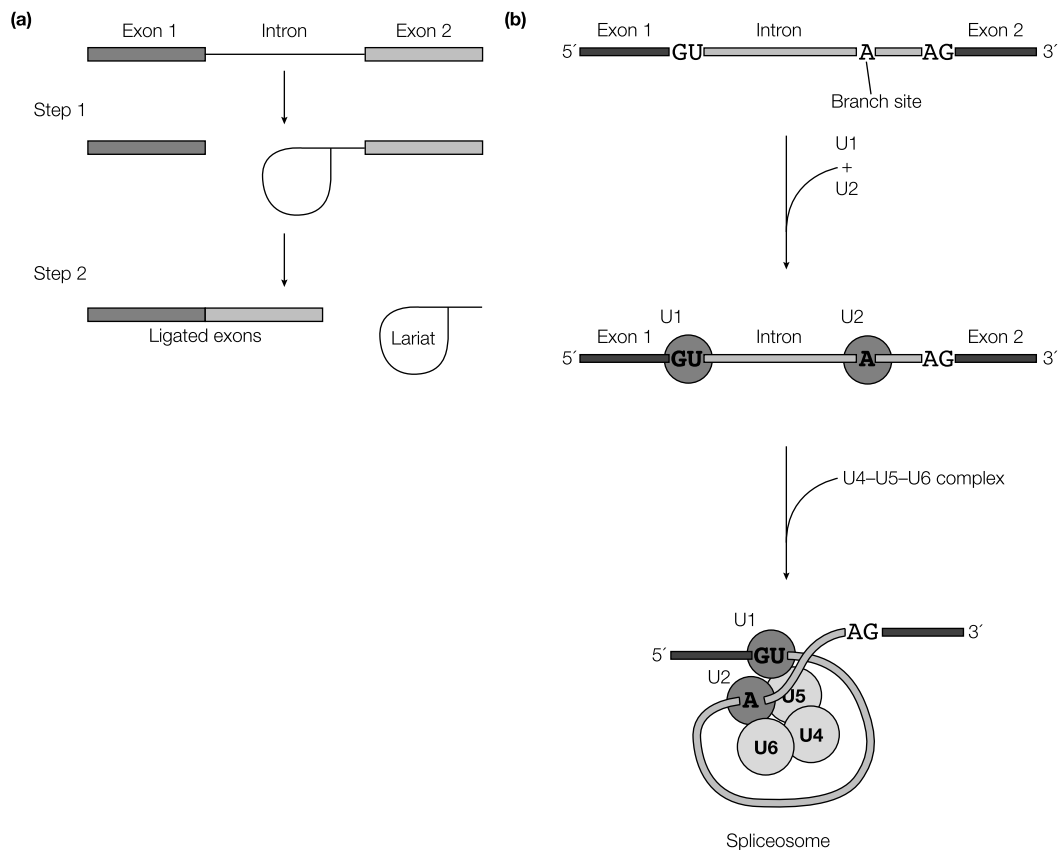 (a)
Exon 1 Intron Exon 2
Step 1
Step 2
Ligated exons
Lariat
(b)
Exon 1 Intron Exon 2
5´ GU A AG 3´
Branch site
U1
+
U2
U1 U2
Exon 1 Intron Exon 2
5´ GU A AG 3´
U4–U5–U6 complex
U1
AG 3´
5´ GU
U2
A U5
U4
U6
Spliceosome